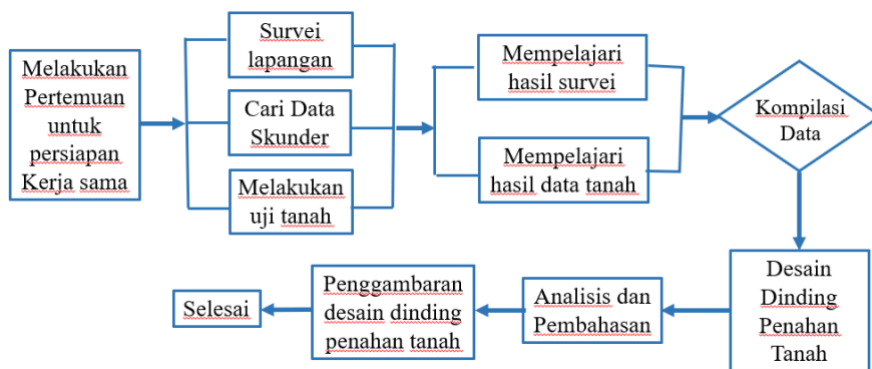 Melakukan
Pertemuan
untuk
persiapan
Kerja sama
Survei
lapangan
Cari Data
Skunder
Melakukan
uji tanah
Mempelajari
hasil survei
Mempelajari
hasil data tanah
Kompilasi
Data
Desain
Dinding
Penahan
Tanah
Analisis dan
Pembahasan
Penggambaran
desain dinding
penahan tanah
Selesai